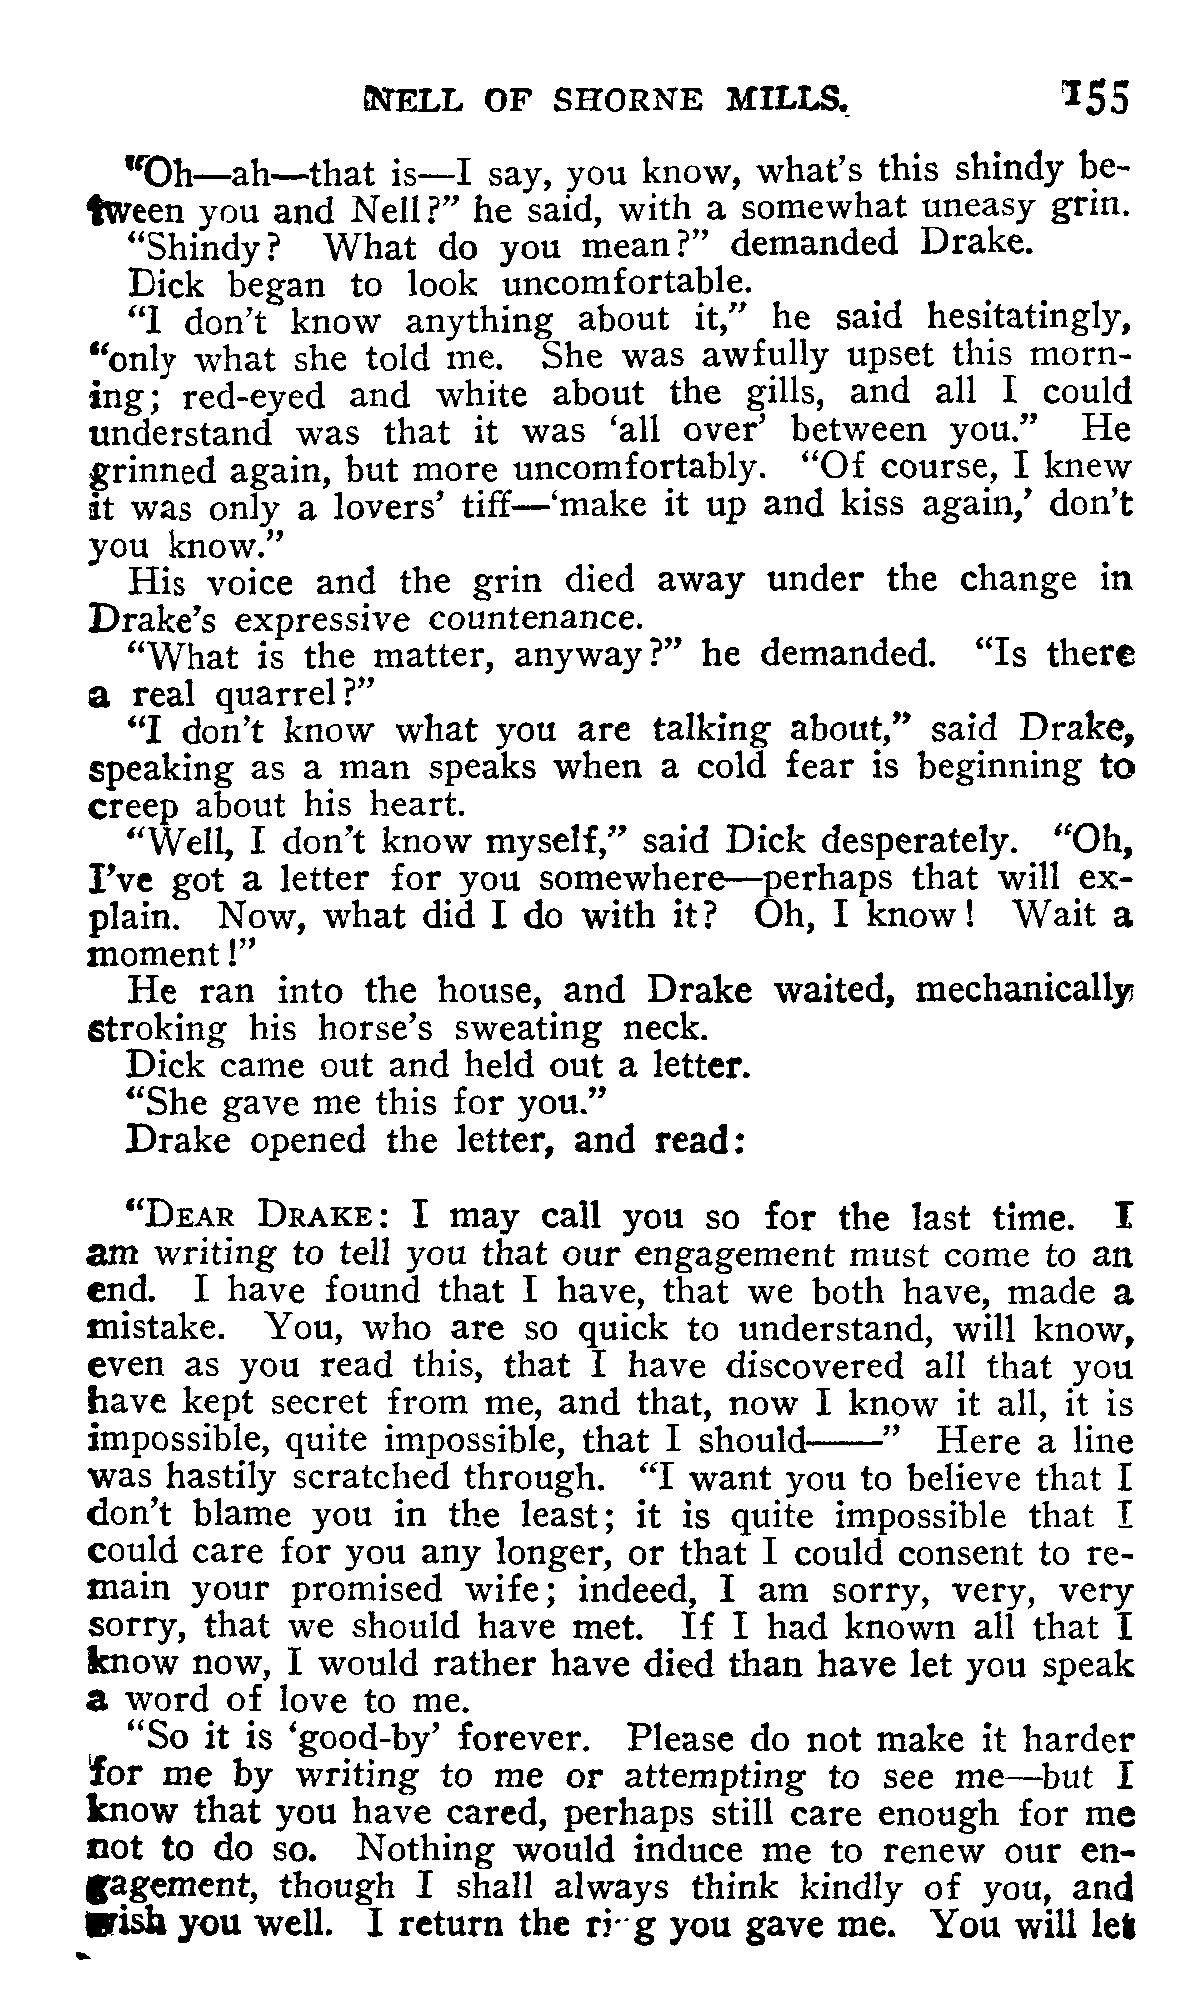 NELL OF SHORNE MILLS. 155
"Oh—ah—that is—I say, you know, what's this shindy be-
tween you and Nell?" he said, with a somewhat uneasy grin.
"Shindy? What do you mean?" demanded Drake.
Dick began to look uncomfortable.
"I don't know anything about it," he said hesitatingly,
"only what she told me. She was awfully upset this morn-
ing; red-eyed and white about the gills, and all I could
understand was that it was 'all over' between you." He
grinned again, but more uncomfortably. "Of course, I knew
it was only a lovers' tiff—'make it up and kiss again,' don't
you know."
His voice and the grin died away under the change in
Drake's expressive countenance.
"What is the matter, anyway?" he demanded. "Is there
a real quarrel?"
"I don't know what you are talking about," said Drake,
speaking as a man speaks when a cold fear is beginning to
creep about his heart.
"Well, I don't know myself," said Dick desperately. "Oh,
I've got a letter for you somewhere—perhaps that will ex-
plain. Now, what did I do with it? Oh, I know! Wait a
moment!"
He ran into the house, and Drake waited, mechanically
stroking his horse's sweating neck.
Dick came out and held out a letter.
"She gave me this for you."
Drake opened the letter, and read:
"DEAR DRAKE: I may call you so for the last time. I
am writing to tell you that our engagement must come to an
end. I have found that I have, that we both have, made a
mistake. You, who are so quick to understand, will know,
even as you read this, that I have discovered all that you
have kept secret from me, and that, now I know it all, it is
impossible, quite impossible, that I should——" Here a line
was hastily scratched through. "I want you to believe that I
don't blame you in the least; it is quite impossible that I
could care for you any longer, or that I could consent to re-
main your promised wife; indeed, I am sorry, very, very
sorry, that we should have met. If I had known all that I
know now, I would rather have died than have let you speak
a word of love to me.
"So it is 'good-by' forever. Please do not make it harder
for me by writing to me or attempting to see me—but I
know that you have cared, perhaps still care enough for me
not to do so. Nothing would induce me to renew our en-
gagement, though I shall always think kindly of you, and
wish you well. I return the ring you gave me. You will let